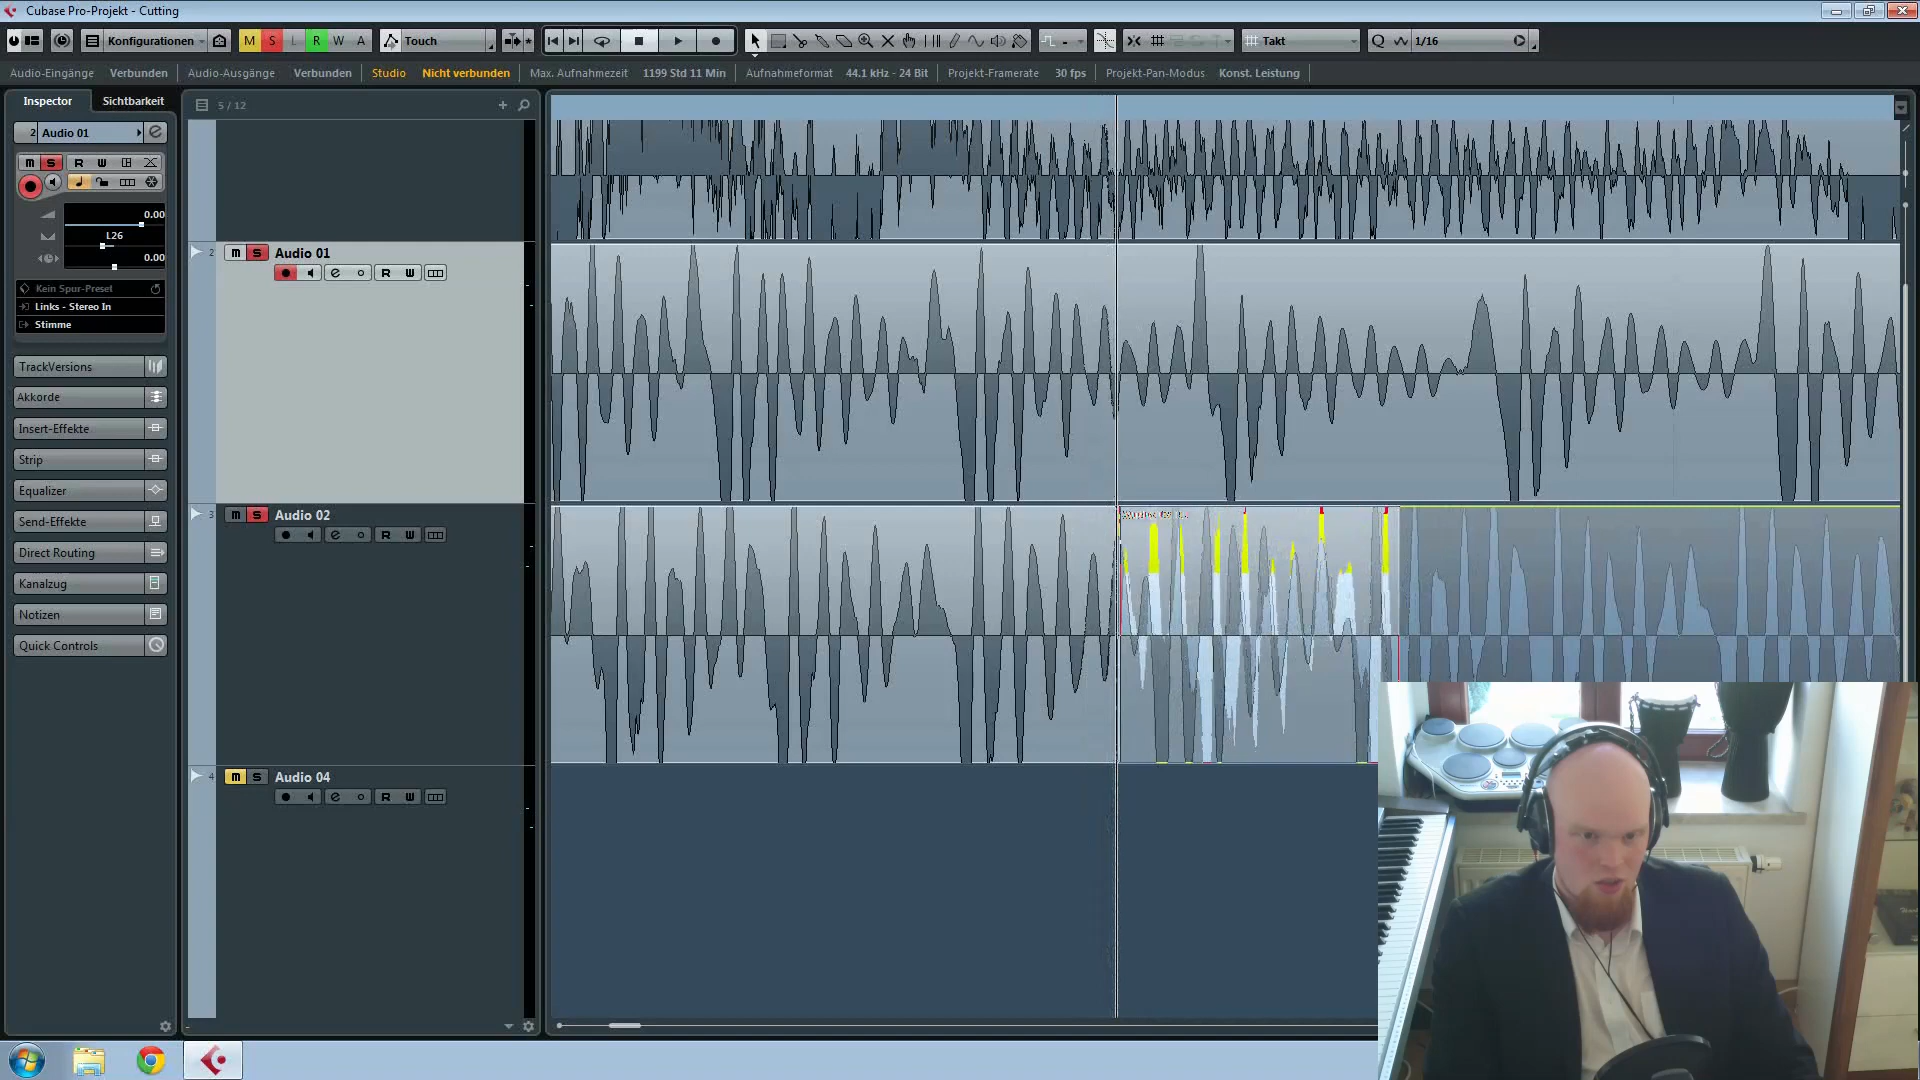 Cubase Pro-Projekt - Cutting
Konfigurationen M S L R W A Touch Takt Q 1/16
Audio-Eingänge Verbunden Audio-Ausgänge Verbunden Studio Nicht verbunden Max. Aufnahmezeit 1199 Std 11 Min Aufnahmeformat 44.1 kHz - 24 Bit Projekt-Framerate 30 fps Projekt-Pan-Modus Konst. Leistung
Inspector Sichtbarkeit
5 / 12
2 Audio 01
M S R W
0.00
L26
0.00
Kein Spur-Preset
Links - Stereo In
Stimme
TrackVersions
Akkorde
Insert-Effekte
Strip
Equalizer
Send-Effekte
Direct Routing
Kanalzug
Notizen
Quick Controls
2 M S Audio 01
R W
3 M S Audio 02
R W
4 M S Audio 04
R W